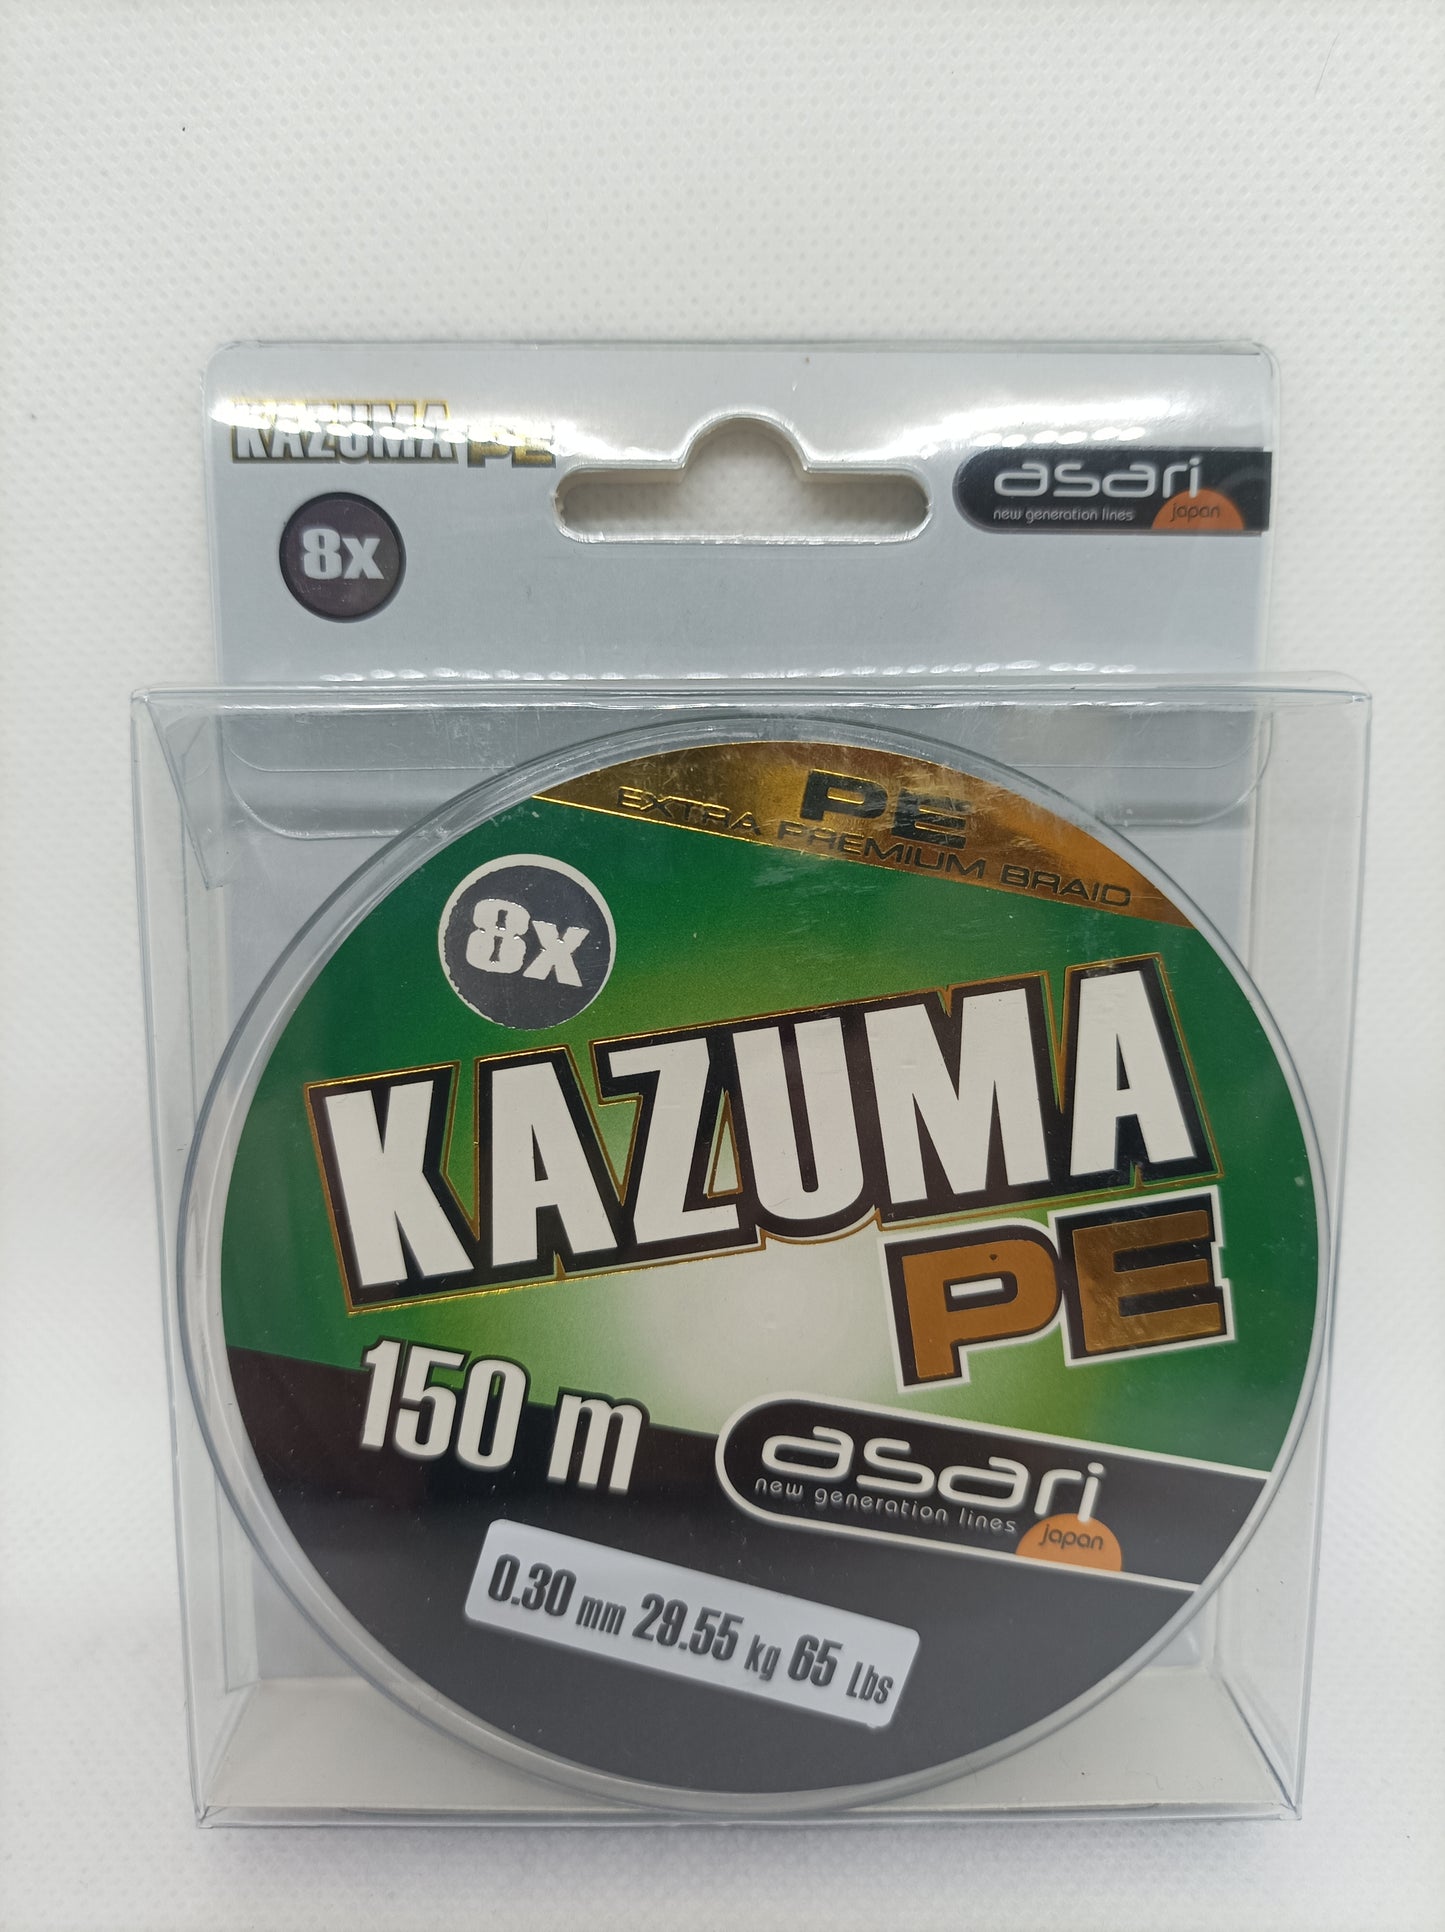 KAZUMA PE
asari
new generation lines
japan
8x
PE
EXTRA PREMIUM BRAID
8x
KAZUMA
PE
150 m
asari
new generation lines
japan
0.30 mm 29.55 kg 65 Lbs